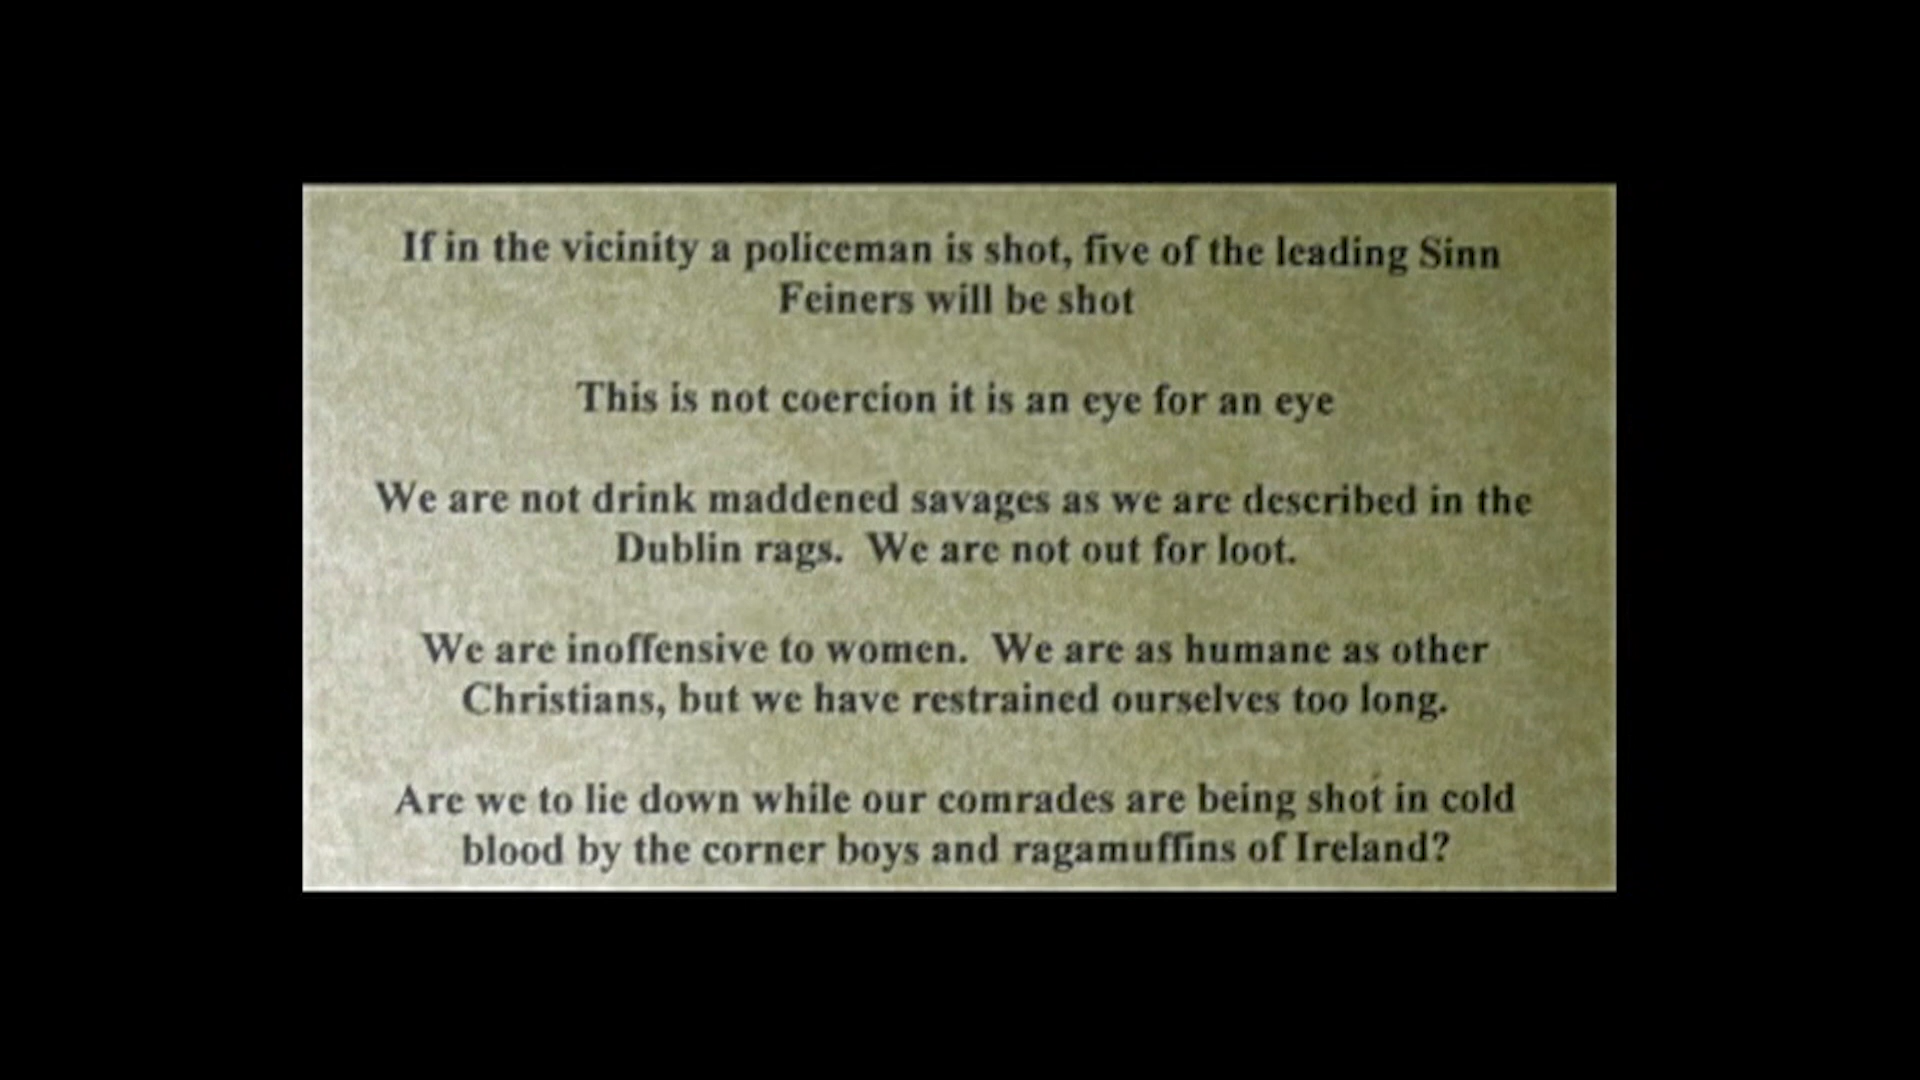 If in the vicinity a policeman is shot, five of the leading Sinn
Feiners will be shot
This is not coercion it is an eye for an eye
We are not drink maddened savages as we are described in the
Dublin rags.  We are not out for loot.
We are inoffensive to women.  We are as humane as other
Christians, but we have restrained ourselves too long.
Are we to lie down while our comrades are being shot in cold
blood by the corner boys and ragamuffins of Ireland?